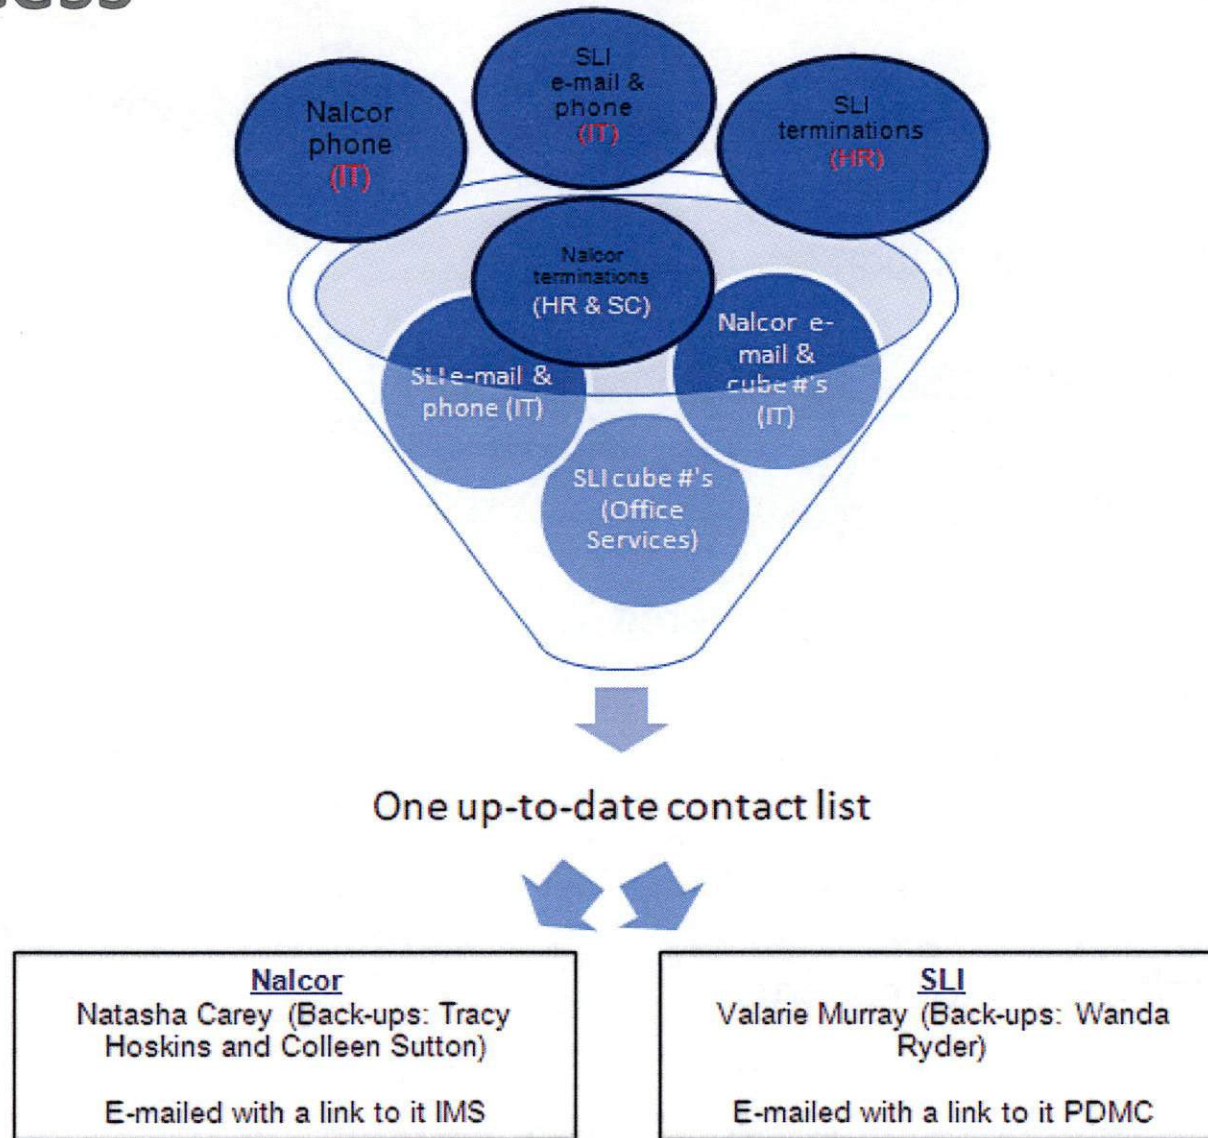 SLI
e-mail &
phone
(IT)
Nalcor
phone
(IT)
SLI
terminations
(HR)
Nalcor
terminations
(HR & SC)
SLI e-mail &
phone (IT)
Nalcor e-
mail &
cube #'s
(IT)
SLI cube #'s
(Office
Services)
One up-to-date contact list
Nalcor
Natasha Carey (Back-ups: Tracy
Hoskins and Colleen Sutton)
E-mailed with a link to it IMS
SLI
Valarie Murray (Back-ups: Wanda
Ryder)
E-mailed with a link to it PDMC